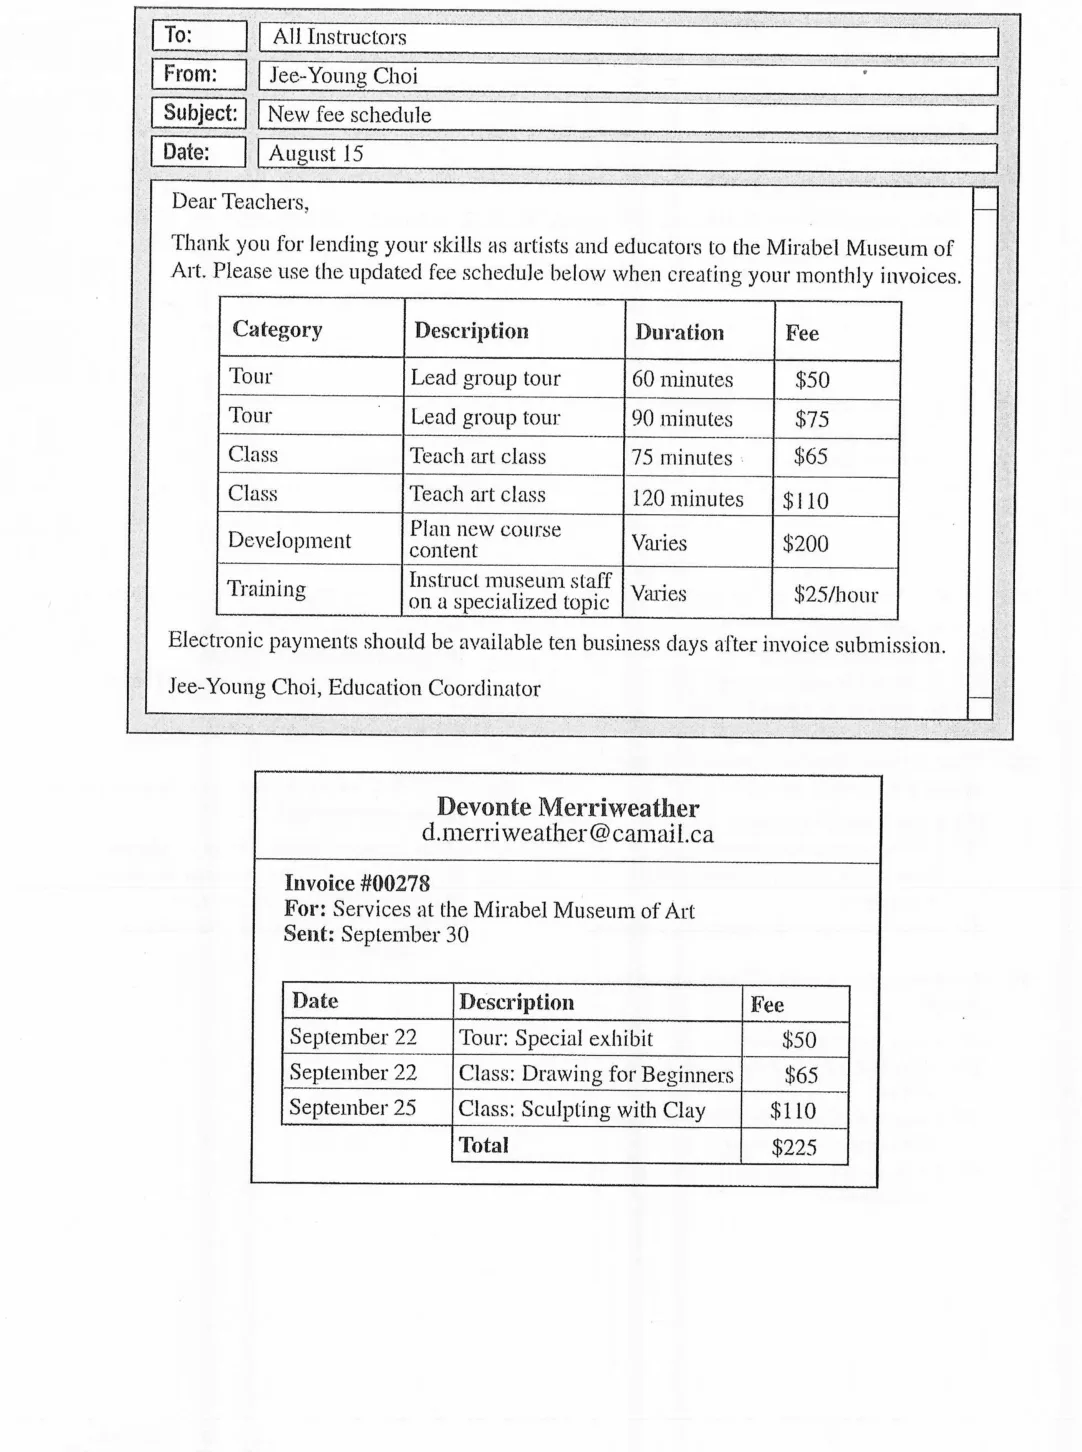 To: All Instructors
From: Jee-Young Choi
Subject: New fee schedule
Date: August 15
Dear Teachers,
Thank you for lending your skills as artists and educators to the Mirabel Museum of
Art. Please use the updated fee schedule below when creating your monthly invoices.
Category Description Duration Fee
Tour Lead group tour 60 minutes $50
Tour Lead group tour 90 minutes $75
Class Teach art class 75 minutes $65
Class Teach art class 120 minutes $110
Development Plan new course content Varies $200
Training Instruct museum staff on a specialized topic Varies $25/hour
Electronic payments should be available ten business days after invoice submission.
Jee-Young Choi, Education Coordinator
Devonte Merriweather
d.merriweather@camail.ca
Invoice #00278
For: Services at the Mirabel Museum of Art
Sent: September 30
Date Description Fee
September 22 Tour: Special exhibit $50
September 22 Class: Drawing for Beginners $65
September 25 Class: Sculpting with Clay $110
Total $225